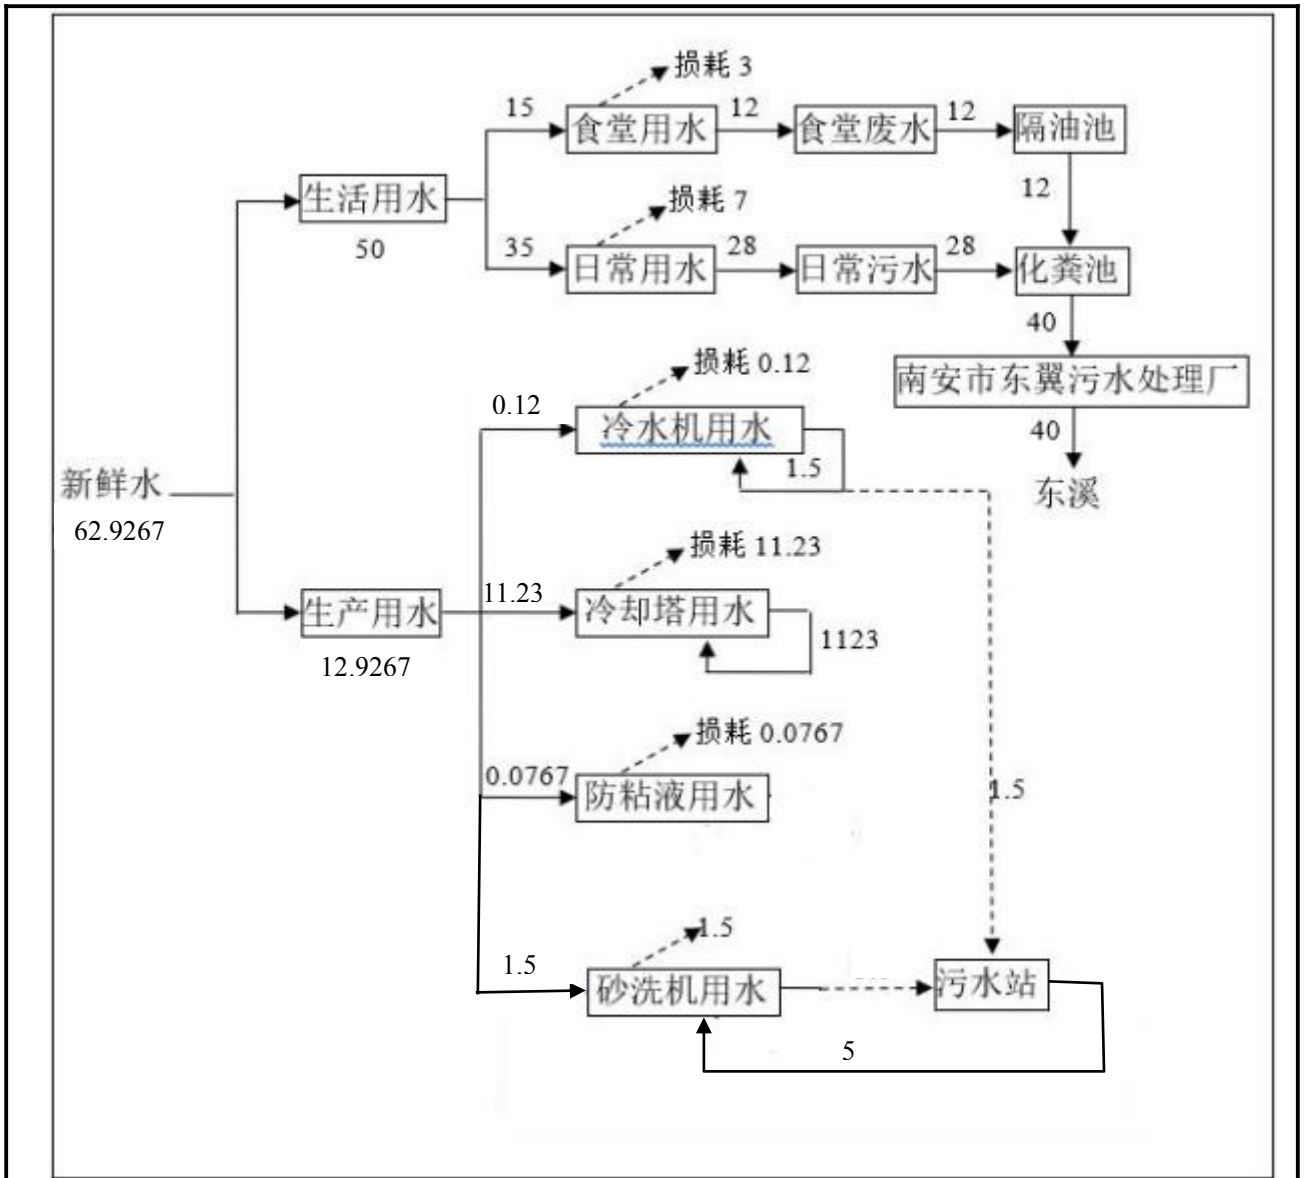 损耗 3
15
食堂用水
12
食堂废水
12
隔油池
12
生活用水
50
损耗 7
35
日常用水
28
日常污水
28
化粪池
40
南安市东翼污水处理厂
40
东溪
新鲜水
62.9267
损耗 0.12
0.12
冷水机用水
1.5
1.5
生产用水
12.9267
损耗 11.23
11.23
冷却塔用水
1123
损耗 0.0767
0.0767
防粘液用水
1.5
1.5
砂洗机用水
污水站
5